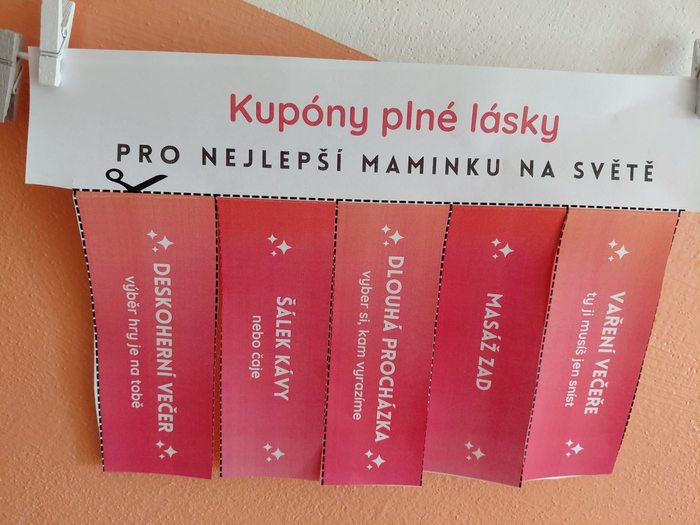 Kupóny plné lásky
PRO NEJLEPŠÍ MAMINKU NA SVĚTĚ
DESKOHERNÍ VEČER
výběr hry je na tobě
ŠÁLEK KÁVY
nebo čaje
DLOUHÁ PROCHÁZKA
vyber si, kam vyrazíme
MASÁŽ ZAD
VAŘENÍ VEČEŘE
ty ji musíš jen sníst